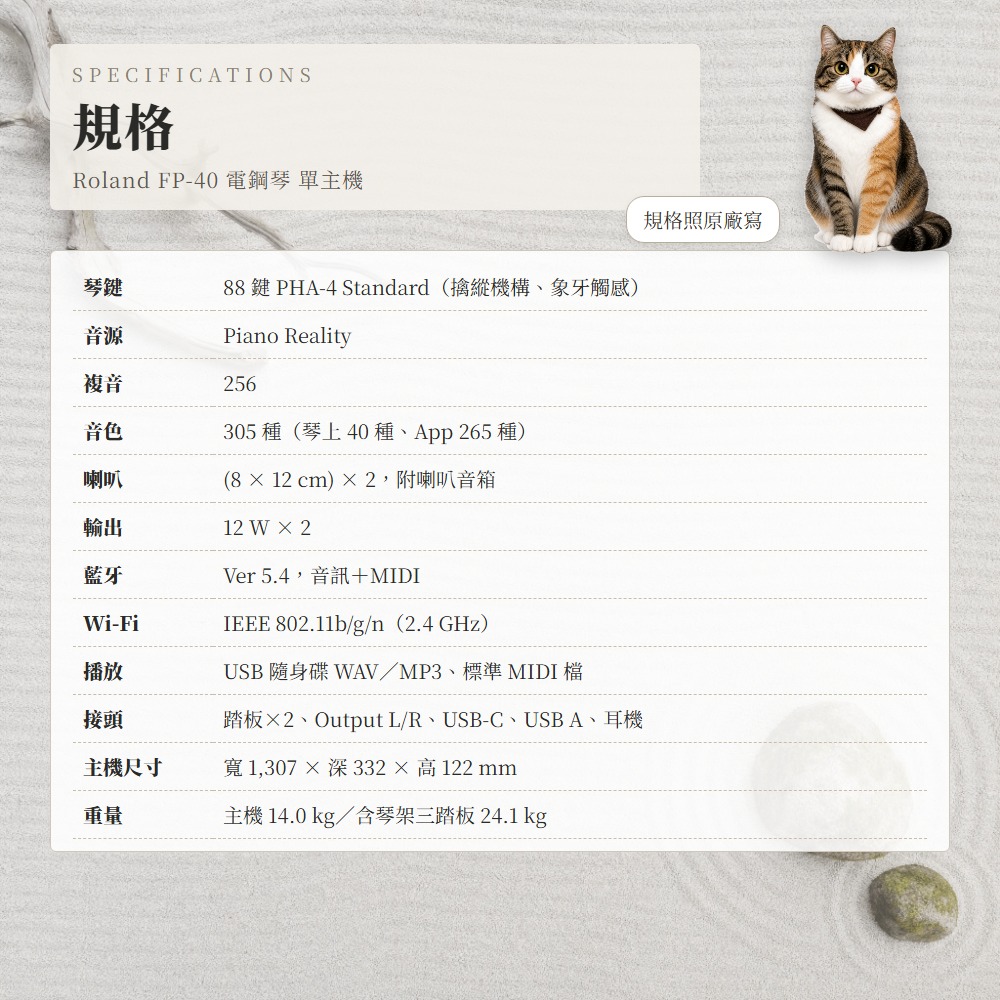 SPECIFICATIONS
規格
Roland FP-40 電鋼琴 單主機
規格照原廠寫
琴鍵 88 鍵 PHA-4 Standard（擒縱機構、象牙觸感）
音源 Piano Reality
複音 256
音色 305 種（琴上 40 種、App 265 種）
喇叭 (8 × 12 cm) × 2，附喇叭音箱
輸出 12 W × 2
藍牙 Ver 5.4，音訊＋MIDI
Wi-Fi IEEE 802.11b/g/n（2.4 GHz）
播放 USB 隨身碟 WAV／MP3、標準 MIDI 檔
接頭 踏板×2、Output L/R、USB-C、USB A、耳機
主機尺寸 寬 1,307 × 深 332 × 高 122 mm
重量 主機 14.0 kg／含琴架三踏板 24.1 kg